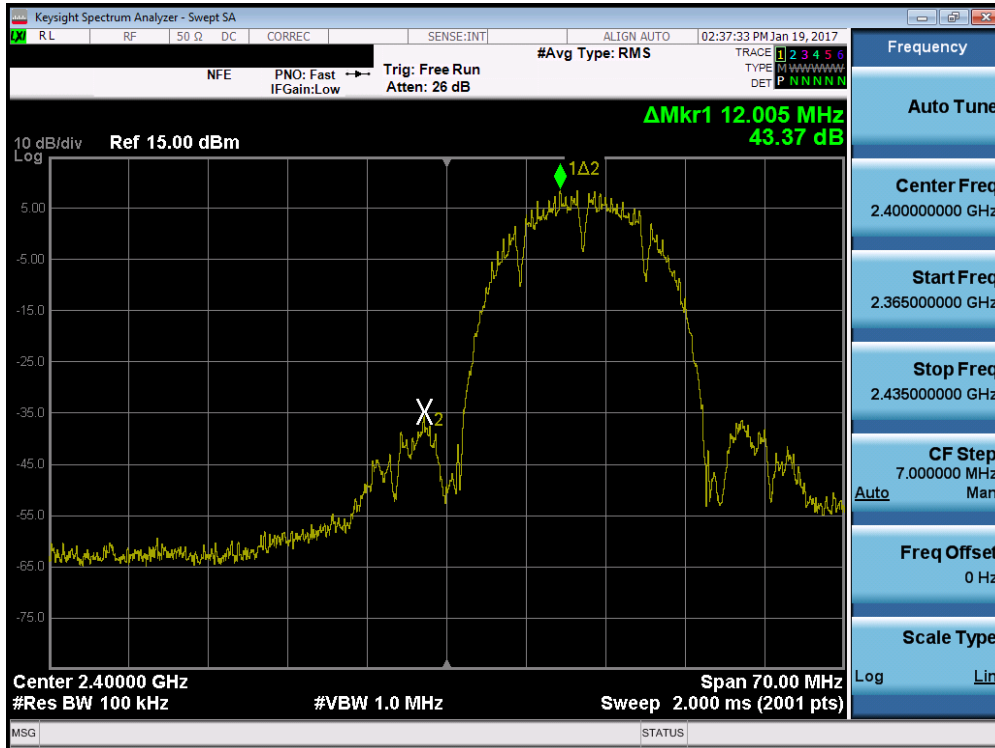 Keysight Spectrum Analyzer - Swept SA
LXI RL RF 50 Ω DC CORREC SENSE:INT ALIGN AUTO 02:37:33 PM Jan 19, 2017
#Avg Type: RMS
TRACE 1 2 3 4 5 6
TYPE M W W W W W
DET P N N N N N
NFE PNO: Fast Trig: Free Run
IFGain:Low Atten: 26 dB
ΔMkr1 12.005 MHz
43.37 dB
10 dB/div Ref 15.00 dBm
Log
1Δ2
5.00
-5.00
-15.0
-25.0
-35.0
X2
-45.0
-55.0
-65.0
-75.0
Center 2.40000 GHz Span 70.00 MHz
#Res BW 100 kHz #VBW 1.0 MHz Sweep 2.000 ms (2001 pts)
MSG STATUS
Frequency
Auto Tune
Center Freq
2.400000000 GHz
Start Freq
2.365000000 GHz
Stop Freq
2.435000000 GHz
CF Step
7.000000 MHz
Auto Man
Freq Offset
0 Hz
Scale Type
Log Lin